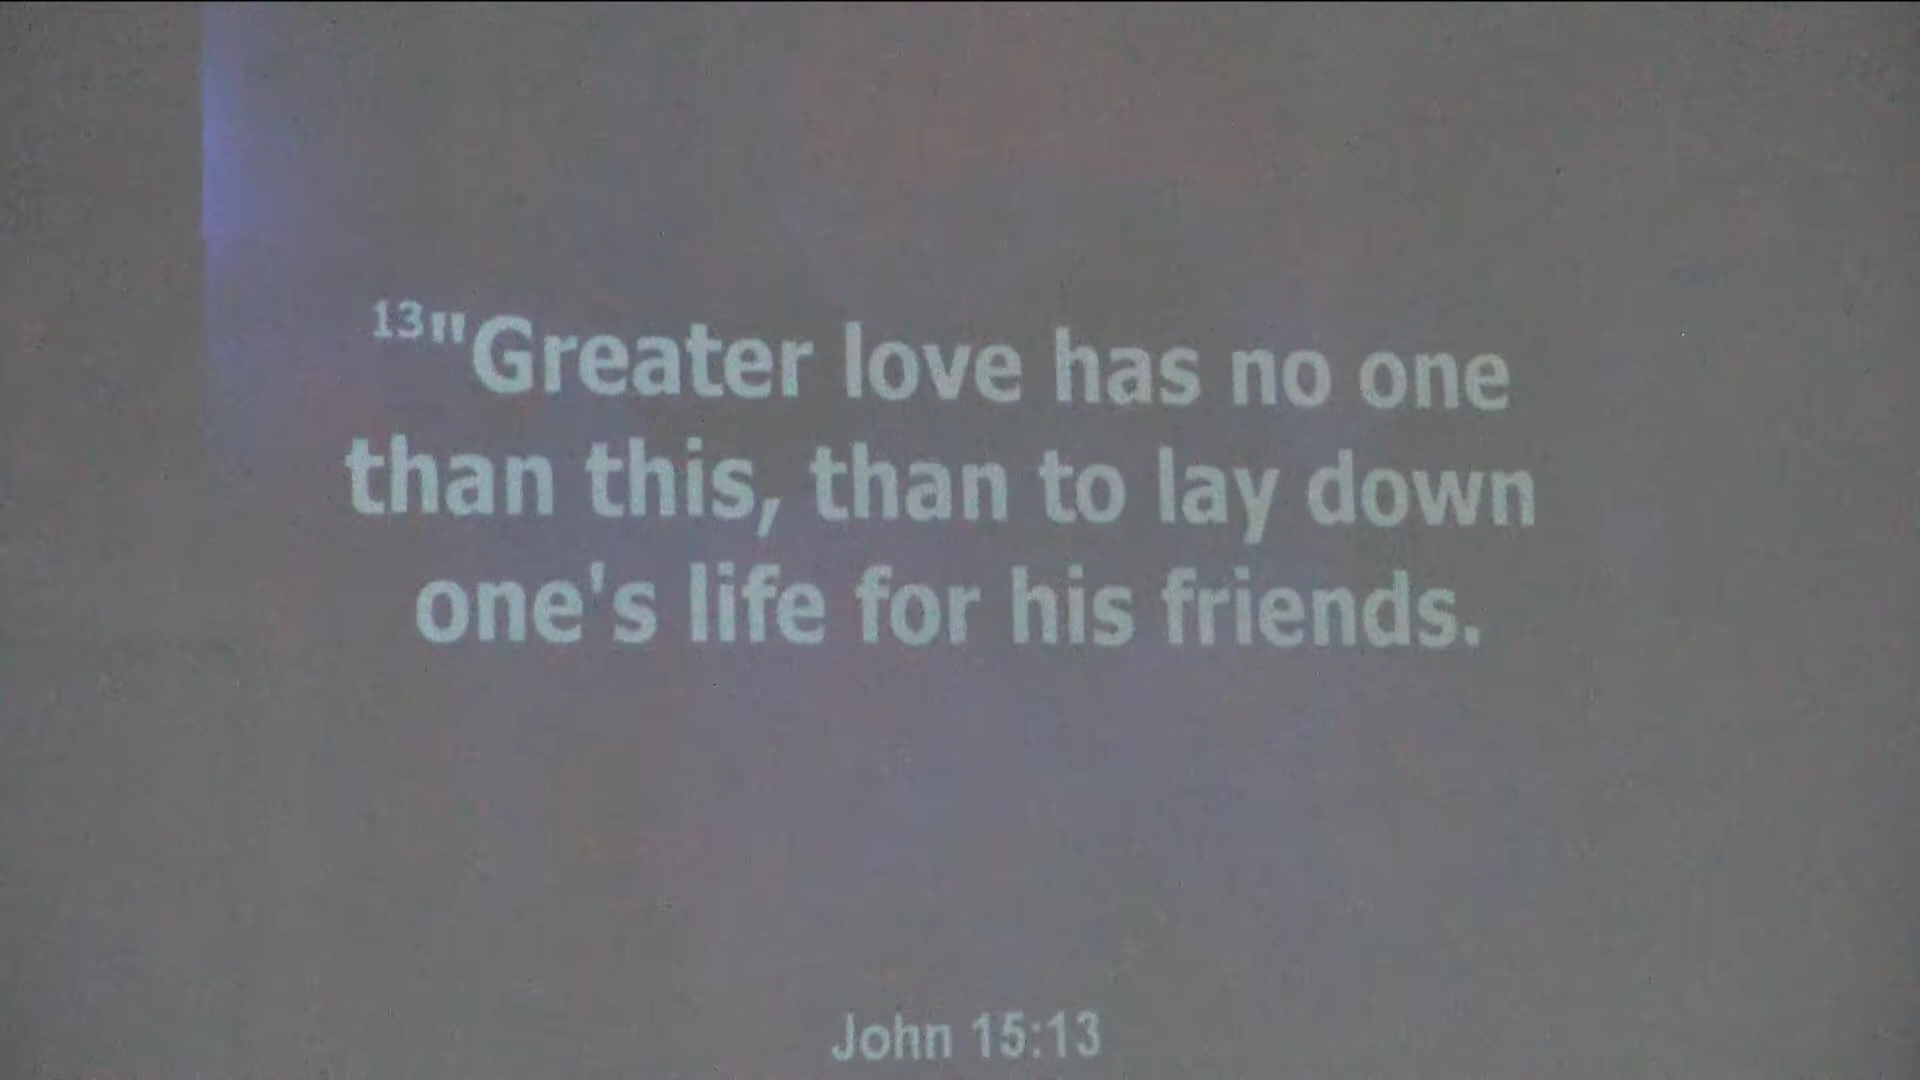 13"Greater love has no one
than this, than to lay down
one's life for his friends.
John 15:13